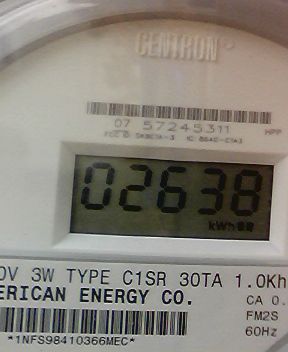 CENTRON
07 57245311 HPP
02638
kWh
0V 3W TYPE C1SR 30TA 1.0Kh
ERICAN ENERGY CO. CA 0.
FM2S
60Hz
*1NFS98410366MEC*